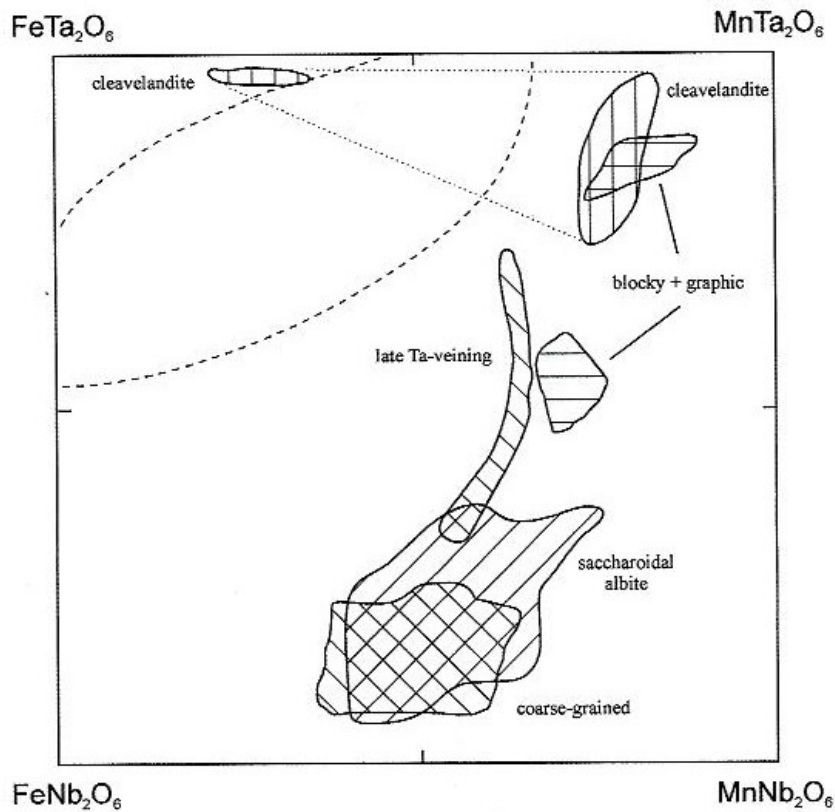 FeTa₂O₆
MnTa₂O₆
cleavelandite
cleavelandite
blocky + graphic
late Ta-veining
saccharoidal
albite
coarse-grained
FeNb₂O₆
MnNb₂O₆